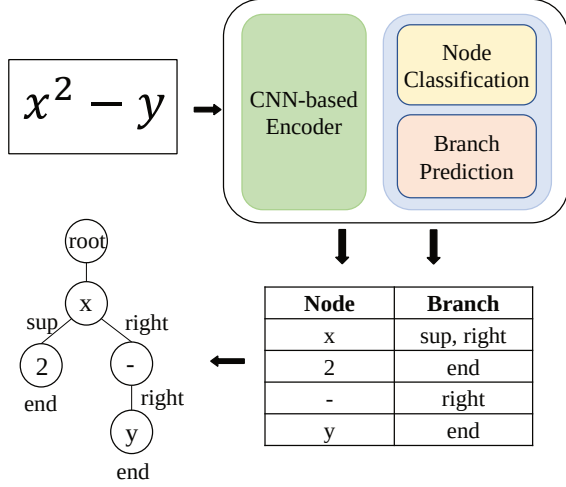 x² − y
CNN-based
Encoder
Node
Classification
Branch
Prediction
root
x
sup
right
2
-
end
right
y
end
Node Branch
x sup, right
2 end
- right
y end